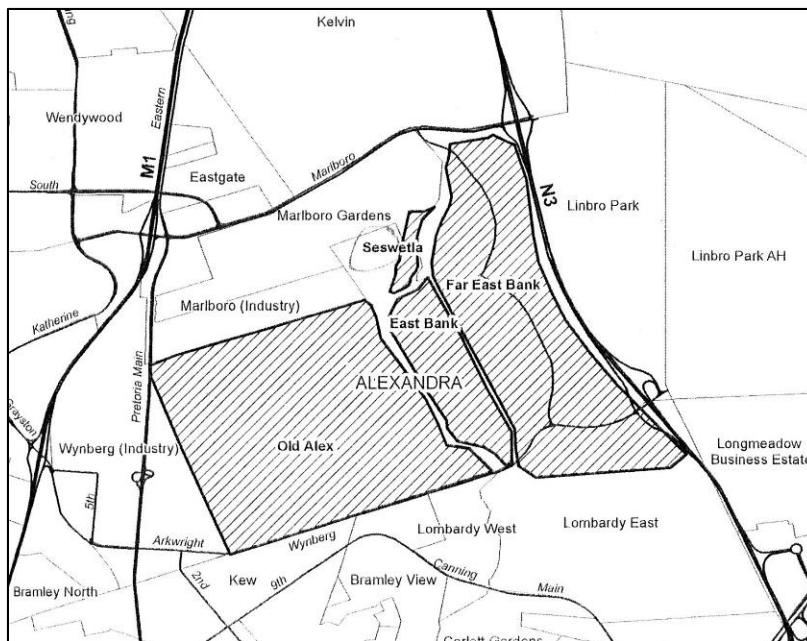 Kelvin
Wendywood
Eastern
M1
South
Eastgate
Marlboro
Marlboro Gardens
N3
Linbro Park
Linbro Park AH
Seswetla
Far East Bank
Marlboro (Industry)
East Bank
Katherine
ALEXANDRA
Pretoria Main
Grayston
Wynberg (Industry)
Old Alex
Longmeadow
Business Estate
5th
Arkwright
Wynberg
Lombardy West
Lombardy East
2nd
Kew
9th
Canning
Main
Bramley North
Bramley View